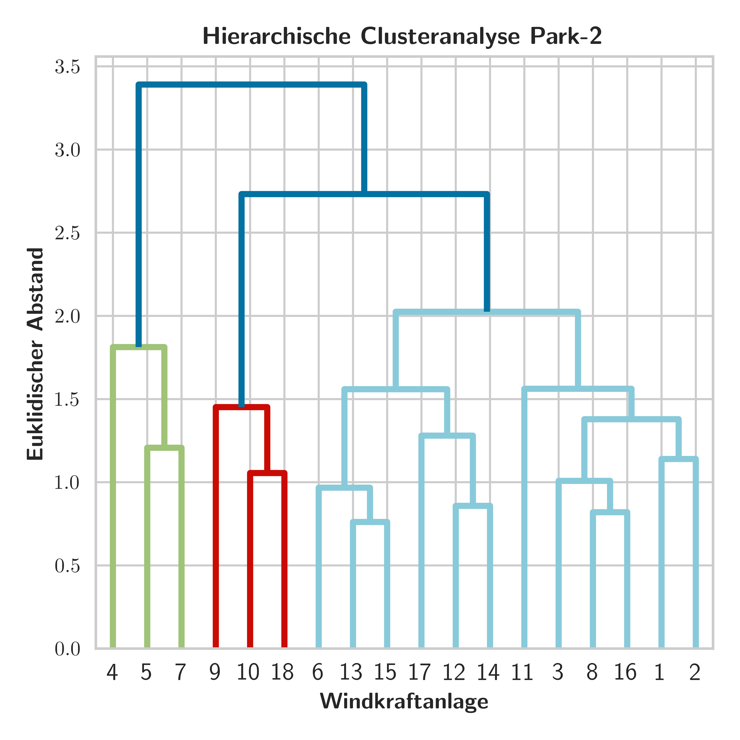 Hierarchische Clusteranalyse Park-2
3.5
3.0
2.5
2.0
1.5
1.0
0.5
0.0
Euklidischer Abstand
4 5 7 9 10 18 6 13 15 17 12 14 11 3 8 16 1 2
Windkraftanlage